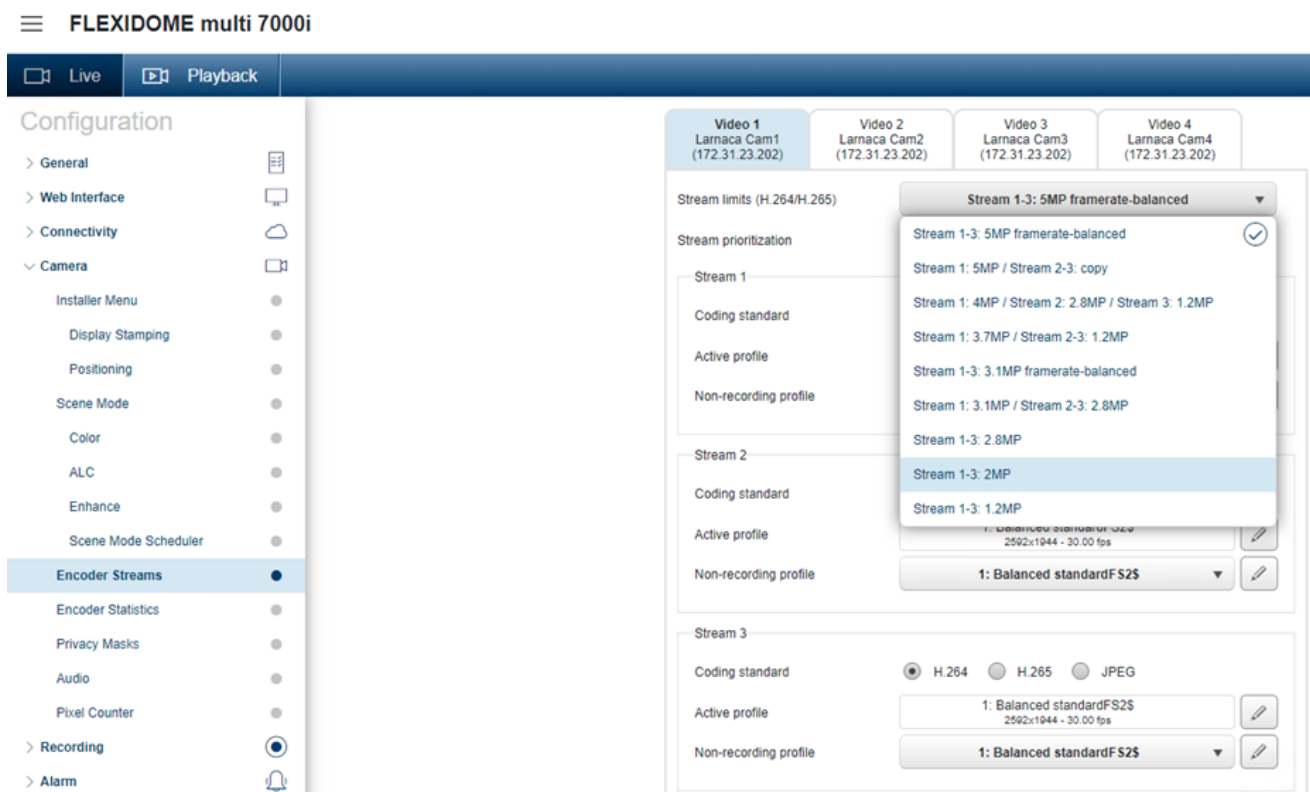 FLEXIDOME multi 7000i
Live
Playback
Configuration
General
Web Interface
Connectivity
Camera
Installer Menu
Display Stamping
Positioning
Scene Mode
Color
ALC
Enhance
Scene Mode Scheduler
Encoder Streams
Encoder Statistics
Privacy Masks
Audio
Pixel Counter
Recording
Alarm
Video 1
Larnaca Cam1
(172.31.23.202)
Video 2
Larnaca Cam2
(172.31.23.202)
Video 3
Larnaca Cam3
(172.31.23.202)
Video 4
Larnaca Cam4
(172.31.23.202)
Stream limits (H.264/H.265)
Stream 1-3: 5MP framerate-balanced
Stream 1-3: 5MP framerate-balanced
Stream 1: 5MP / Stream 2-3: copy
Stream 1: 4MP / Stream 2: 2.8MP / Stream 3: 1.2MP
Stream 1: 3.7MP / Stream 2-3: 1.2MP
Stream 1-3: 3.1MP framerate-balanced
Stream 1: 3.1MP / Stream 2-3: 2.8MP
Stream 1-3: 2.8MP
Stream 1-3: 2MP
Stream 1-3: 1.2MP
Stream prioritization
Stream 1
Coding standard
Active profile
Non-recording profile
Stream 2
Coding standard
Active profile
1: Balanced standardFS2$
2592x1944 - 30.00 fps
Non-recording profile
1: Balanced standardFS2$
Stream 3
Coding standard
H.264
H.265
JPEG
Active profile
1: Balanced standardFS2$
2592x1944 - 30.00 fps
Non-recording profile
1: Balanced standardFS2$